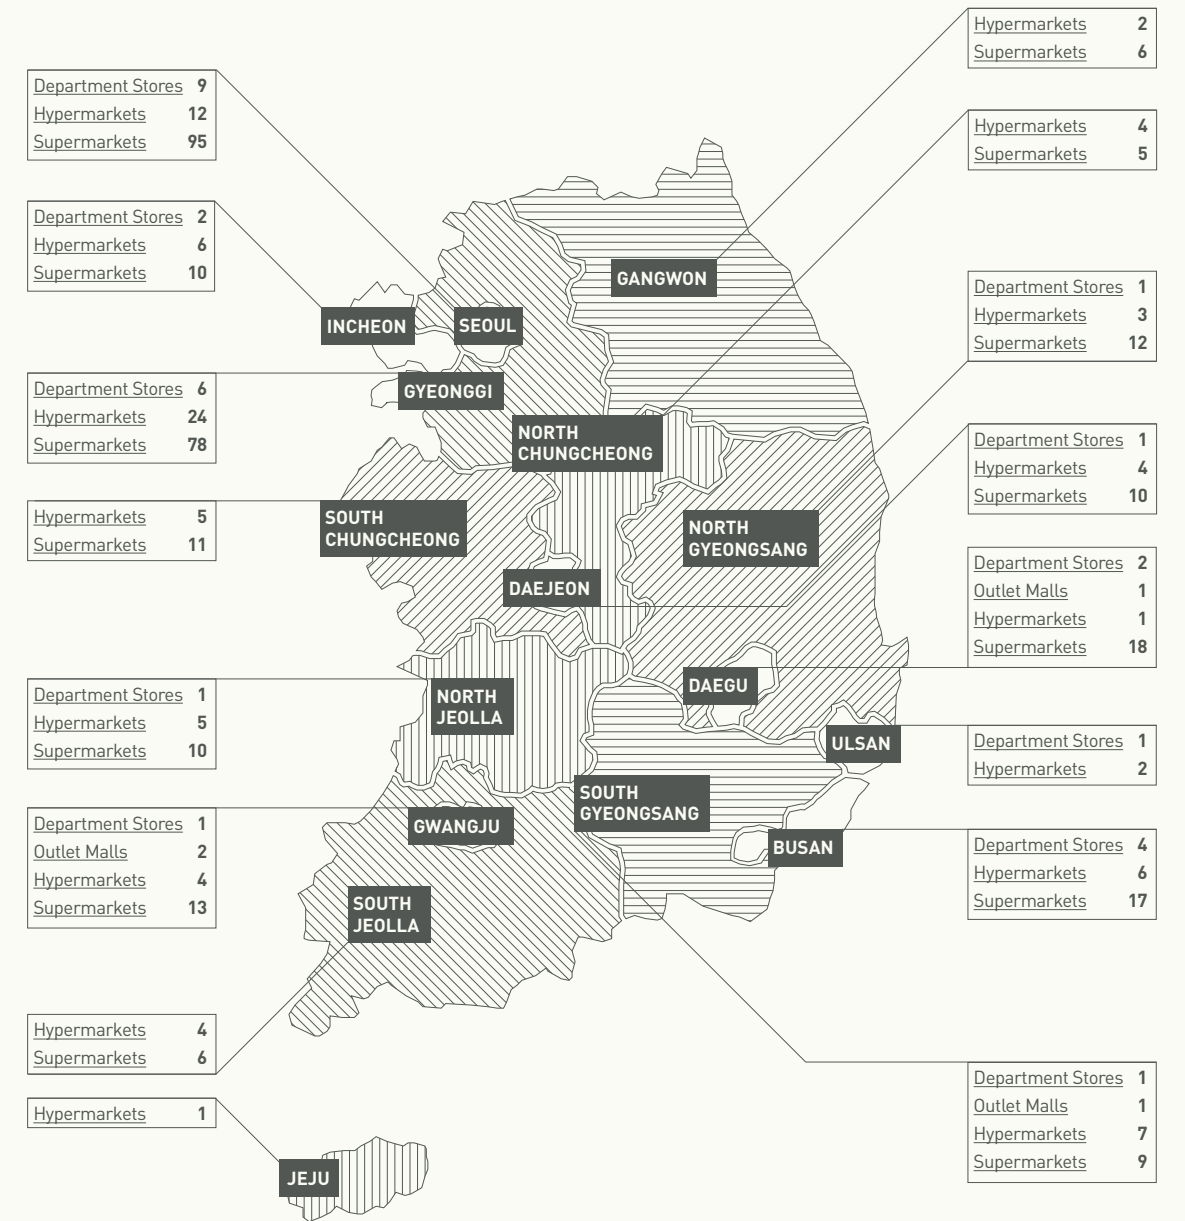 Hypermarkets 2
Supermarkets 6
Department Stores 9
Hypermarkets 12
Supermarkets 95
Hypermarkets 4
Supermarkets 5
Department Stores 2
Hypermarkets 6
Supermarkets 10
GANGWON
Department Stores 1
Hypermarkets 3
Supermarkets 12
INCHEON
SEOUL
Department Stores 6
Hypermarkets 24
Supermarkets 78
GYEONGGI
NORTH
CHUNGCHEONG
Department Stores 1
Hypermarkets 4
Supermarkets 10
Hypermarkets 5
Supermarkets 11
SOUTH
CHUNGCHEONG
NORTH
GYEONGSANG
DAEJEON
Department Stores 2
Outlet Malls 1
Hypermarkets 1
Supermarkets 18
Department Stores 1
Hypermarkets 5
Supermarkets 10
NORTH
JEOLLA
DAEGU
ULSAN
Department Stores 1
Hypermarkets 2
SOUTH
GYEONGSANG
Department Stores 1
Outlet Malls 2
Hypermarkets 4
Supermarkets 13
GWANGJU
BUSAN
Department Stores 4
Hypermarkets 6
Supermarkets 17
SOUTH
JEOLLA
Hypermarkets 4
Supermarkets 6
Department Stores 1
Outlet Malls 1
Hypermarkets 7
Supermarkets 9
Hypermarkets 1
JEJU